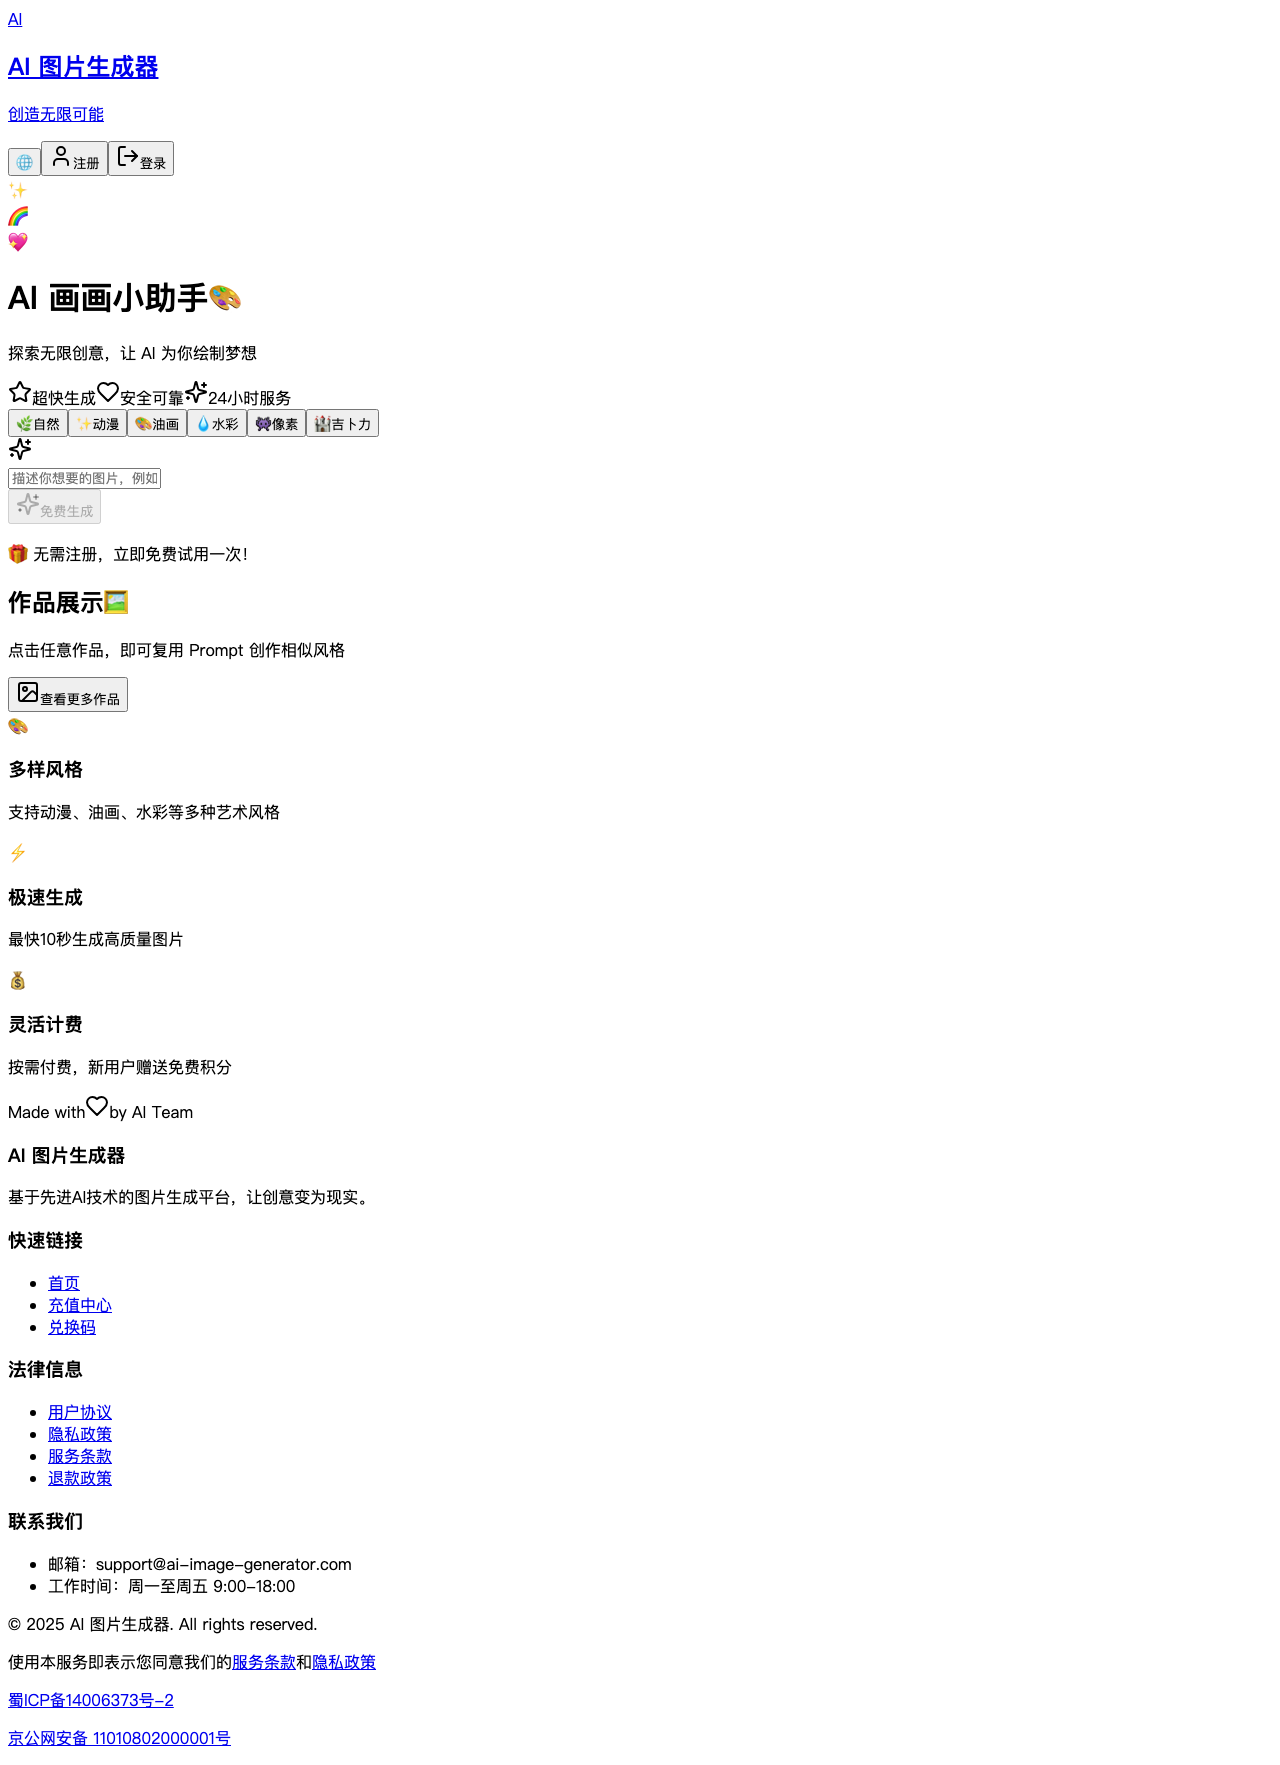 AI
AI 图片生成器
创造无限可能
🌐 注册 登录
✨
🌈
💖
AI 画画小助手🎨
探索无限创意，让 AI 为你绘制梦想
超快生成 安全可靠 24小时服务
🌿自然 ✨动漫 🎨油画 💧水彩 👾像素 🏰吉卜力
描述你想要的图片，例如
免费生成
🎁 无需注册，立即免费试用一次！
作品展示🖼️
点击任意作品，即可复用 Prompt 创作相似风格
查看更多作品
🎨
多样风格
支持动漫、油画、水彩等多种艺术风格
⚡
极速生成
最快10秒生成高质量图片
💰
灵活计费
按需付费，新用户赠送免费积分
Made with by AI Team
AI 图片生成器
基于先进AI技术的图片生成平台，让创意变为现实。
快速链接
首页
充值中心
兑换码
法律信息
用户协议
隐私政策
服务条款
退款政策
联系我们
邮箱：support@ai-image-generator.com
工作时间：周一至周五 9:00-18:00
© 2025 AI 图片生成器. All rights reserved.
使用本服务即表示您同意我们的服务条款和隐私政策
蜀ICP备14006373号-2
京公网安备 11010802000001号